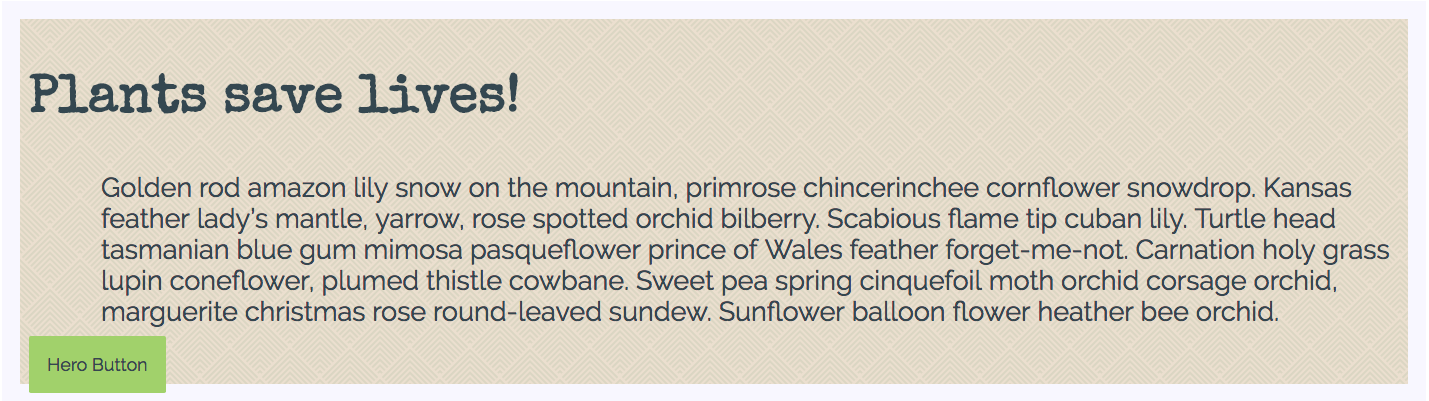 Plants save lives!
Golden rod amazon lily snow on the mountain, primrose chincerinchee cornflower snowdrop. Kansas
feather lady's mantle, yarrow, rose spotted orchid bilberry. Scabious flame tip cuban lily. Turtle head
tasmanian blue gum mimosa pasqueflower prince of Wales feather forget-me-not. Carnation holy grass
lupin coneflower, plumed thistle cowbane. Sweet pea spring cinquefoil moth orchid corsage orchid,
marguerite christmas rose round-leaved sundew. Sunflower balloon flower heather bee orchid.
Hero Button